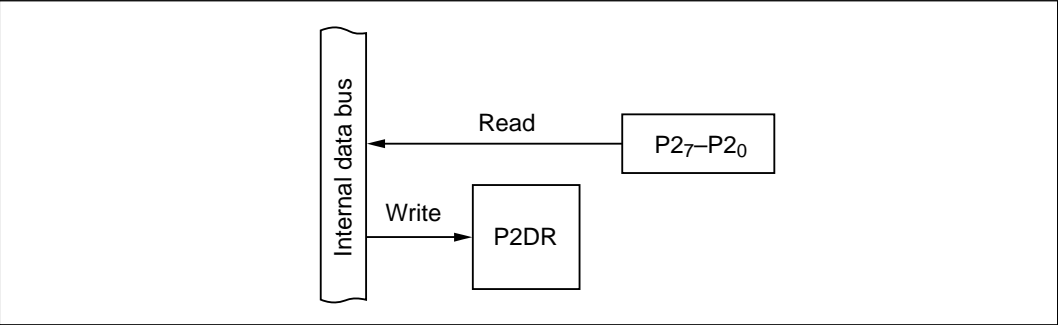 Internal data bus
Read
P2₇–P2₀
Write
P2DR